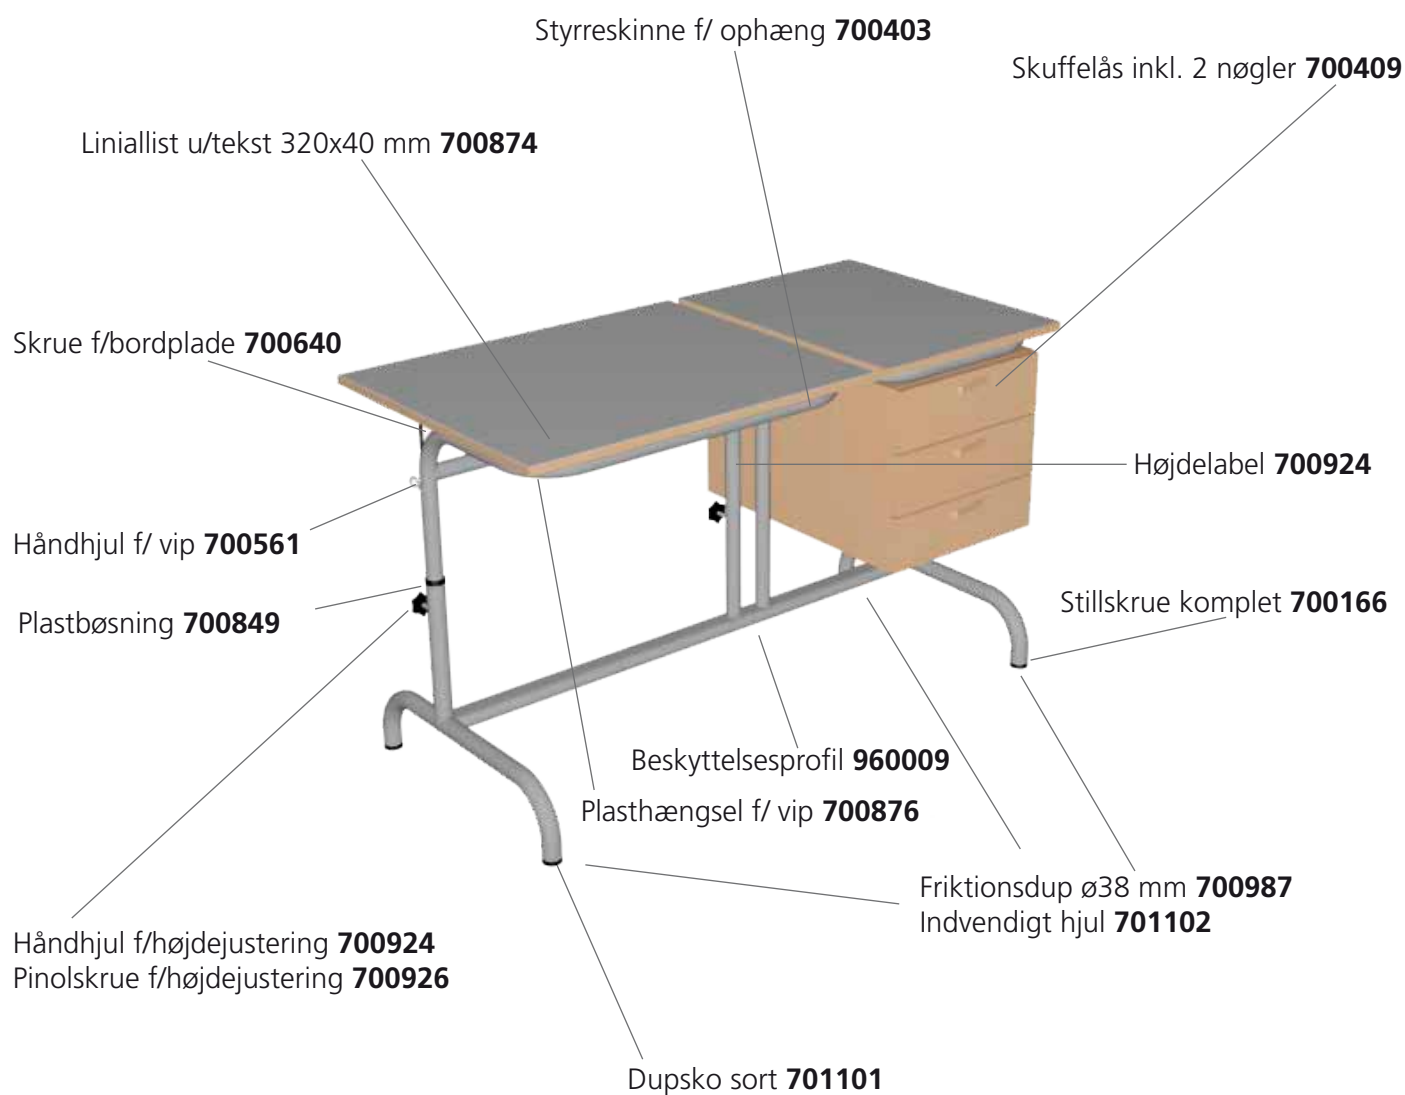 Styrreskinne f/ ophæng 700403
Skuffelås inkl. 2 nøgler 700409
Liniallist u/tekst 320x40 mm 700874
Skrue f/bordplade 700640
Højdelabel 700924
Håndhjul f/ vip 700561
Plastbøsning 700849
Stillskrue komplet 700166
Beskyttelsesprofil 960009
Plasthængsel f/ vip 700876
Friktionsdup ø38 mm 700987
Indvendigt hjul 701102
Håndhjul f/højdejustering 700924
Pinolskrue f/højdejustering 700926
Dupsko sort 701101